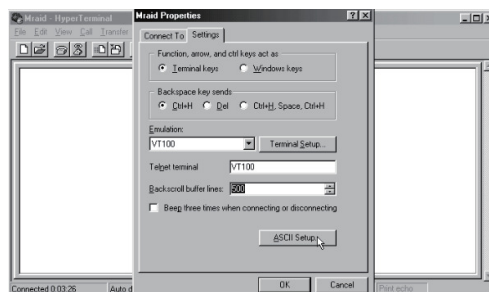 Mraid - HyperTerminal
File Edit View Call Transfer
Mraid Properties
Connect To Settings
Function, arrow, and ctrl keys act as
Terminal keys Windows keys
Backspace key sends
Ctrl+H Del Ctrl+H, Space, Ctrl+H
Emulation:
VT100 Terminal Setup...
Telnet terminal VT100
Backscroll buffer lines: 500
Beep three times when connecting or disconnecting
ASCII Setup...
OK Cancel
Connected 0:03:26 Auto d Print echo